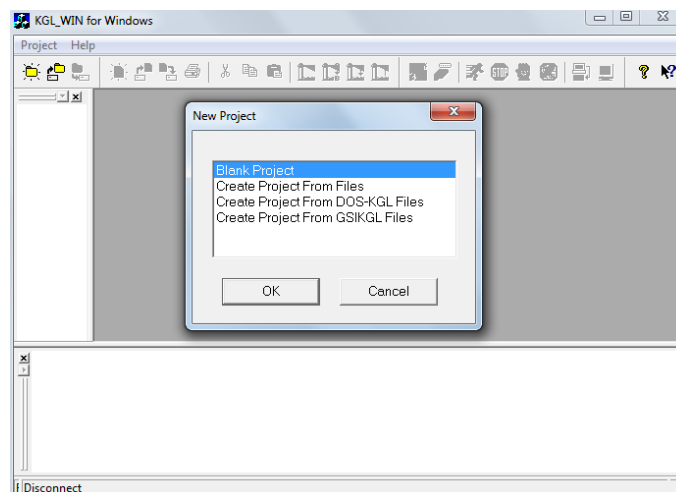 KGL_WIN for Windows
Project Help
STOP
New Project
Blank Project
Create Project From Files
Create Project From DOS-KGL Files
Create Project From GSIKGL Files
OK
Cancel
Disconnect